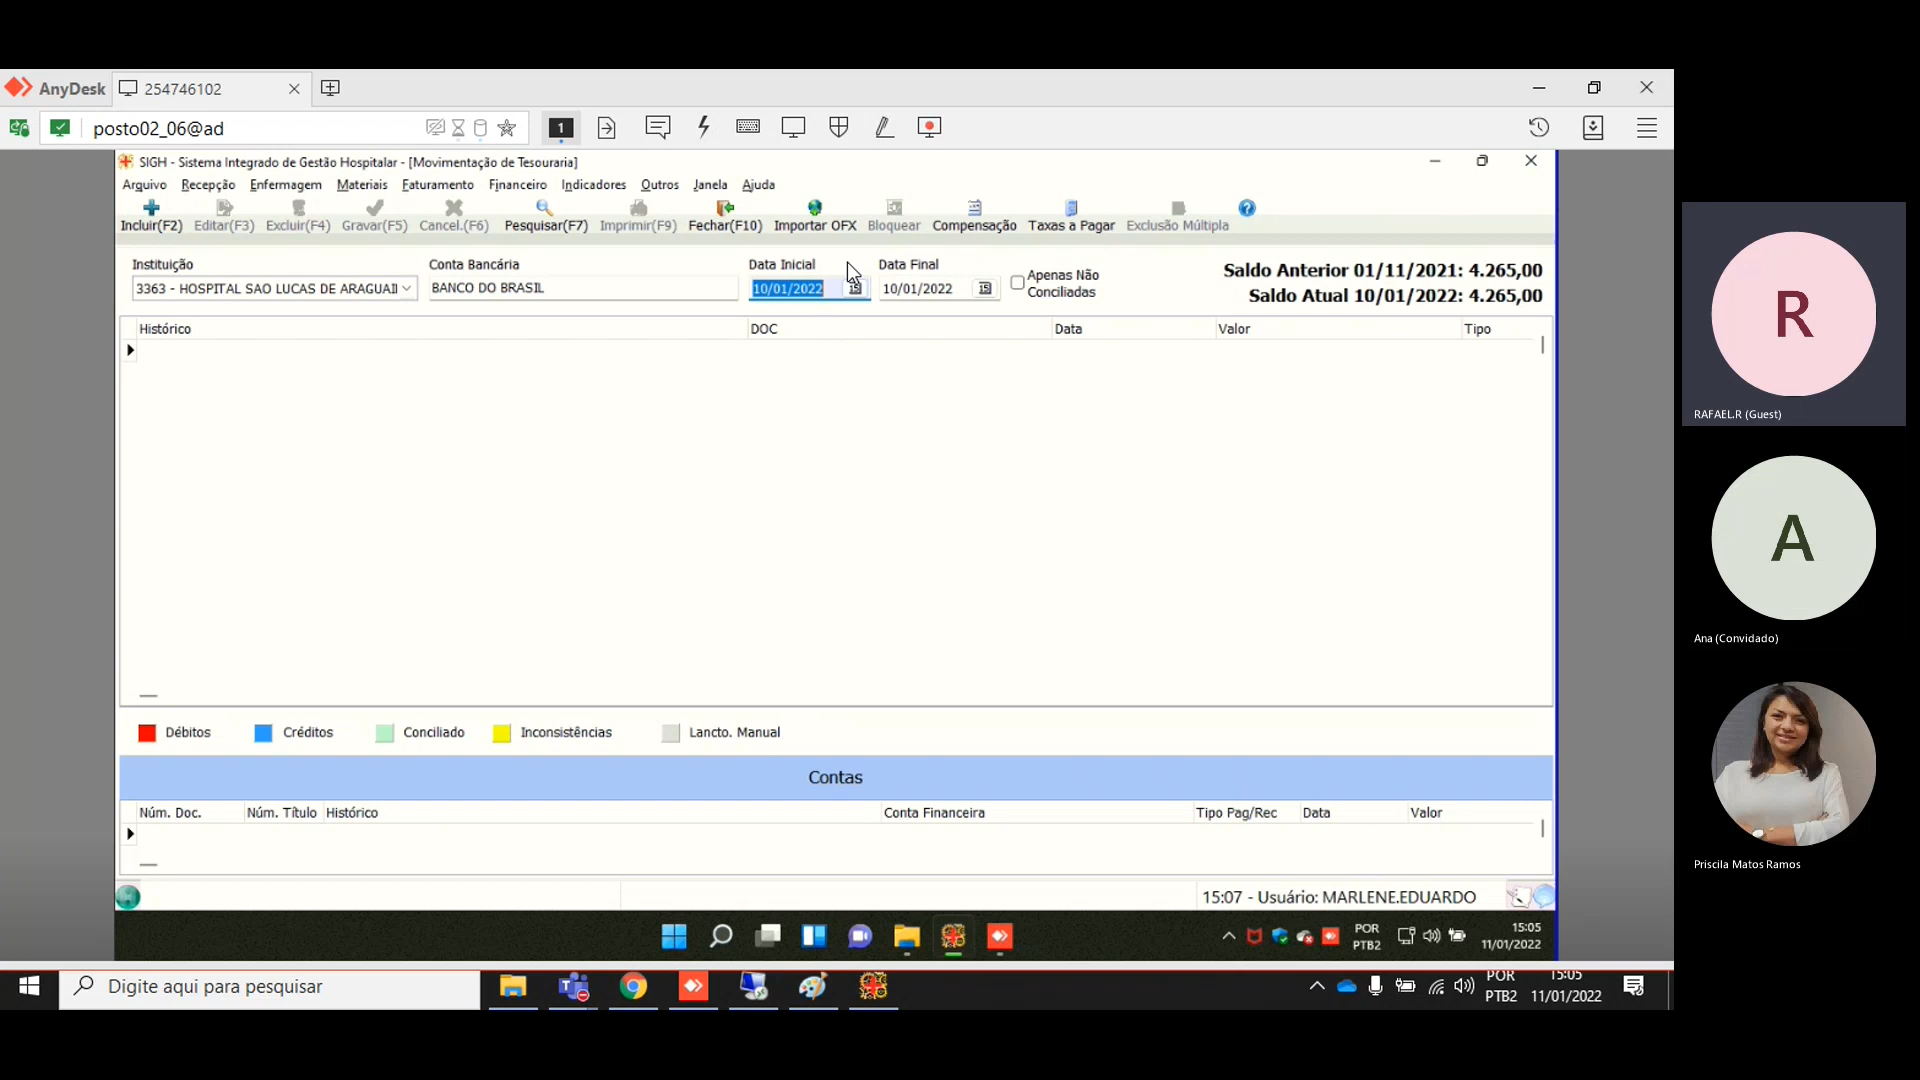 AnyDesk
254746102
posto02_06@ad
1
SIGH - Sistema Integrado de Gestão Hospitalar - [Movimentação de Tesouraria]
Arquivo Recepção Enfermagem Materiais Faturamento Financeiro Indicadores Outros Janela Ajuda
Incluir(F2) Editar(F3) Excluir(F4) Gravar(F5) Cancel.(F6) Pesquisar(F7) Imprimir(F9) Fechar(F10) Importar OFX Bloquear Compensação Taxas a Pagar Exclusão Múltipla
Instituição Conta Bancária Data Inicial Data Final
3363 - HOSPITAL SAO LUCAS DE ARAGUAI BANCO DO BRASIL 10/01/2022 15 10/01/2022 15
Apenas Não
Conciliadas
Saldo Anterior 01/11/2021: 4.265,00
Saldo Atual 10/01/2022: 4.265,00
Histórico DOC Data Valor Tipo
Débitos Créditos Conciliado Inconsistências Lancto. Manual
Contas
Núm. Doc. Núm. Título Histórico Conta Financeira Tipo Pag/Rec Data Valor
15:07 - Usuário: MARLENE.EDUARDO
POR
PTB2
15:05
11/01/2022
Digite aqui para pesquisar
POR
PTB2
15:05
11/01/2022
R
RAFAEL.R (Guest)
A
Ana (Convidado)
Priscila Matos Ramos